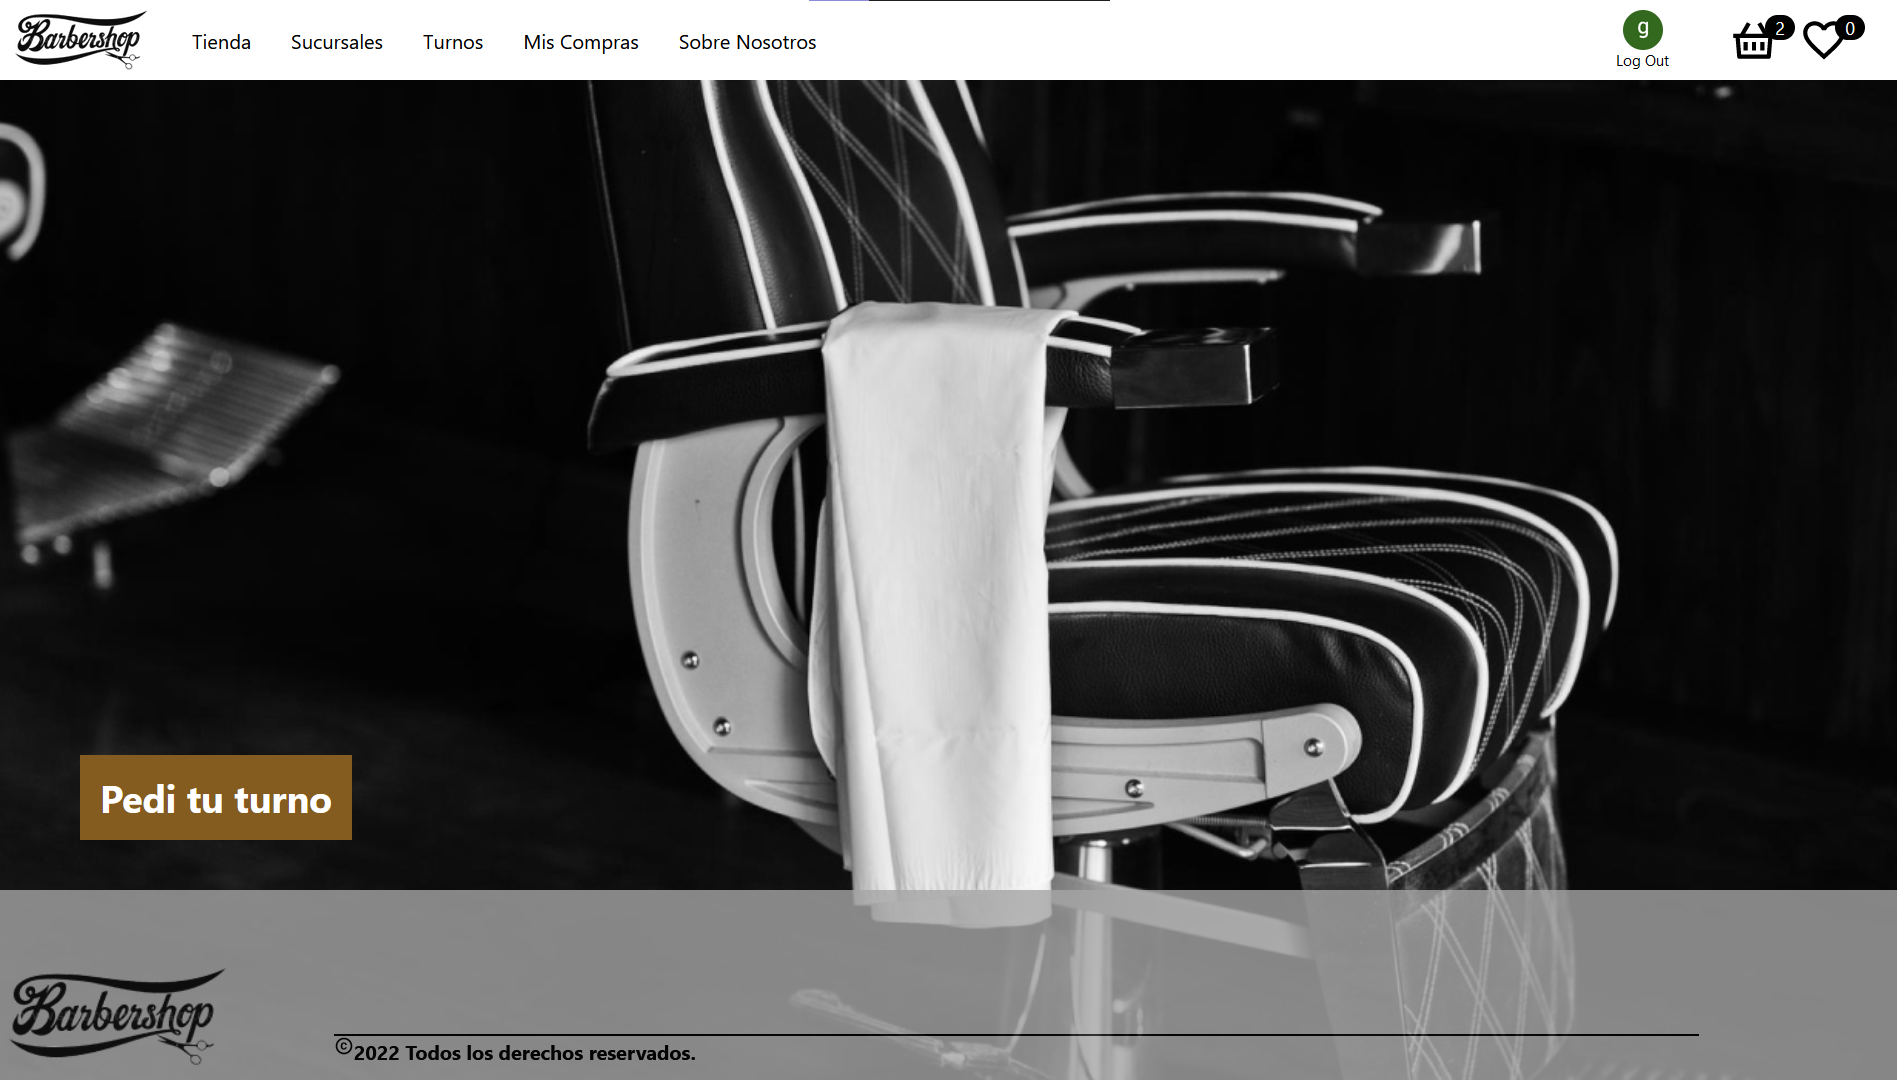 Barbershop
Tienda
Sucursales
Turnos
Mis Compras
Sobre Nosotros
g
Log Out
2
0
Pedi tu turno
Barbershop
©2022 Todos los derechos reservados.